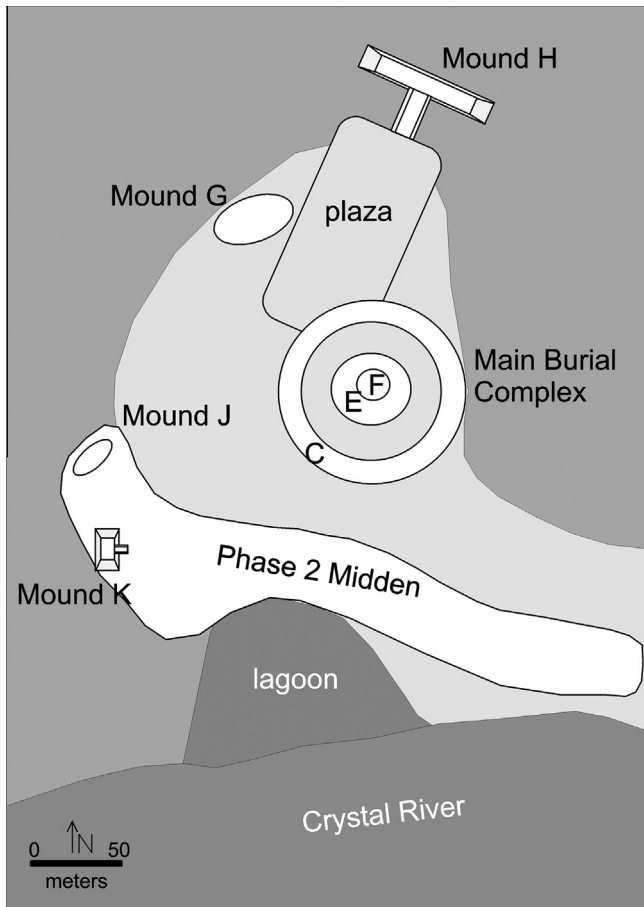 Mound H
Mound G
plaza
Main Burial
Complex
F
E
C
Mound J
Phase 2 Midden
Mound K
lagoon
Crystal River
N
0 50
meters